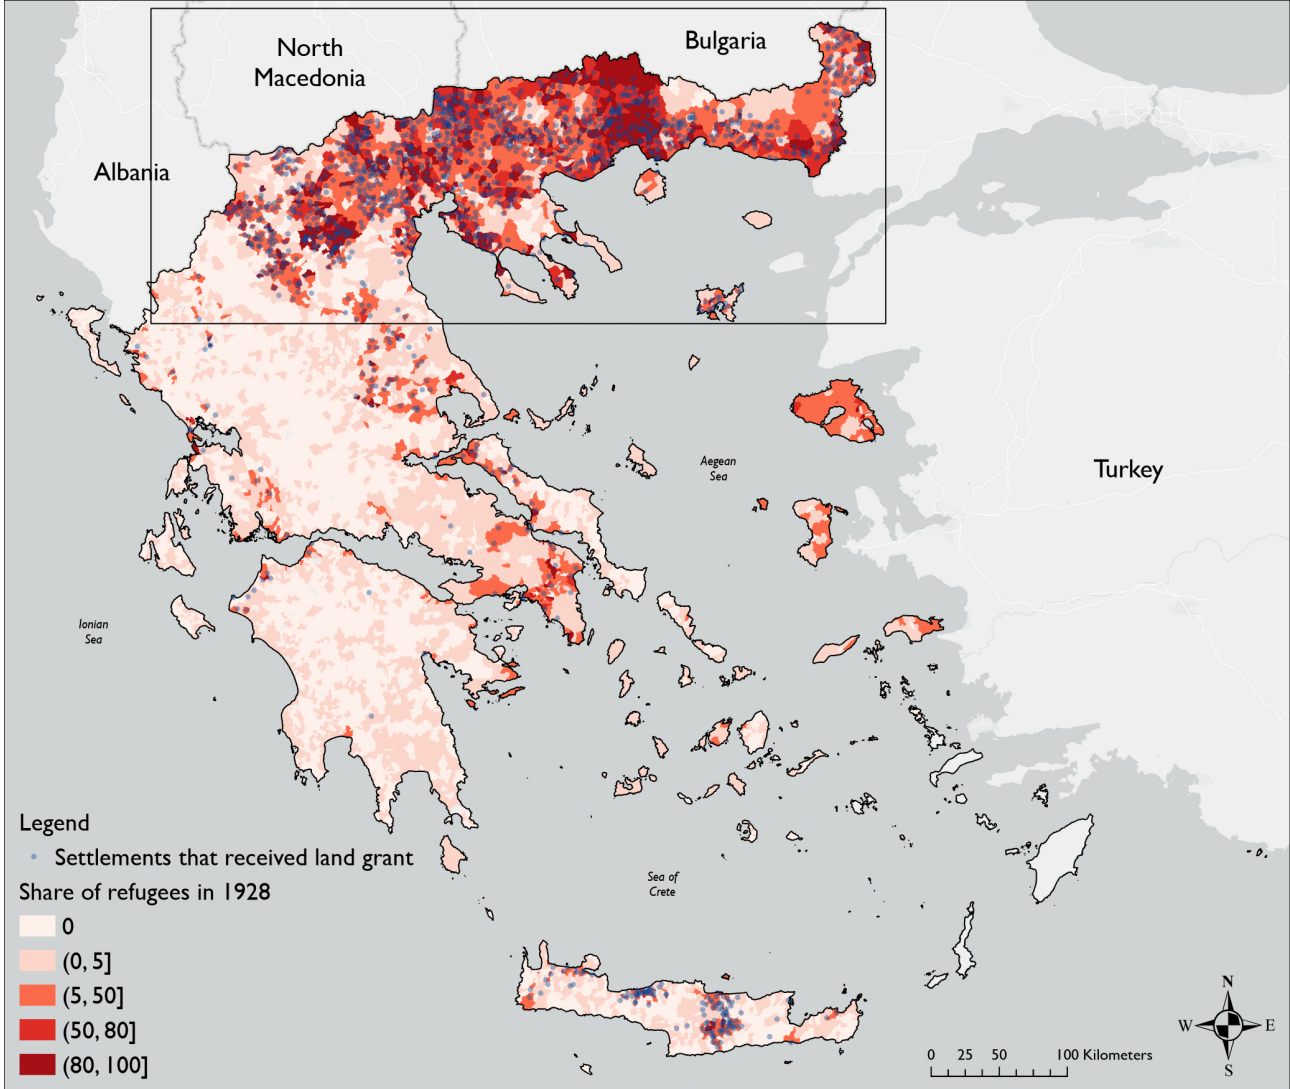 North
Macedonia
Bulgaria
Albania
Aegean
Sea
Turkey
Ionian
Sea
Legend
Settlements that received land grant
Share of refugees in 1928
0
(0, 5]
(5, 50]
(50, 80]
(80, 100]
Sea of
Crete
N
W E
S
0 25 50 100 Kilometers